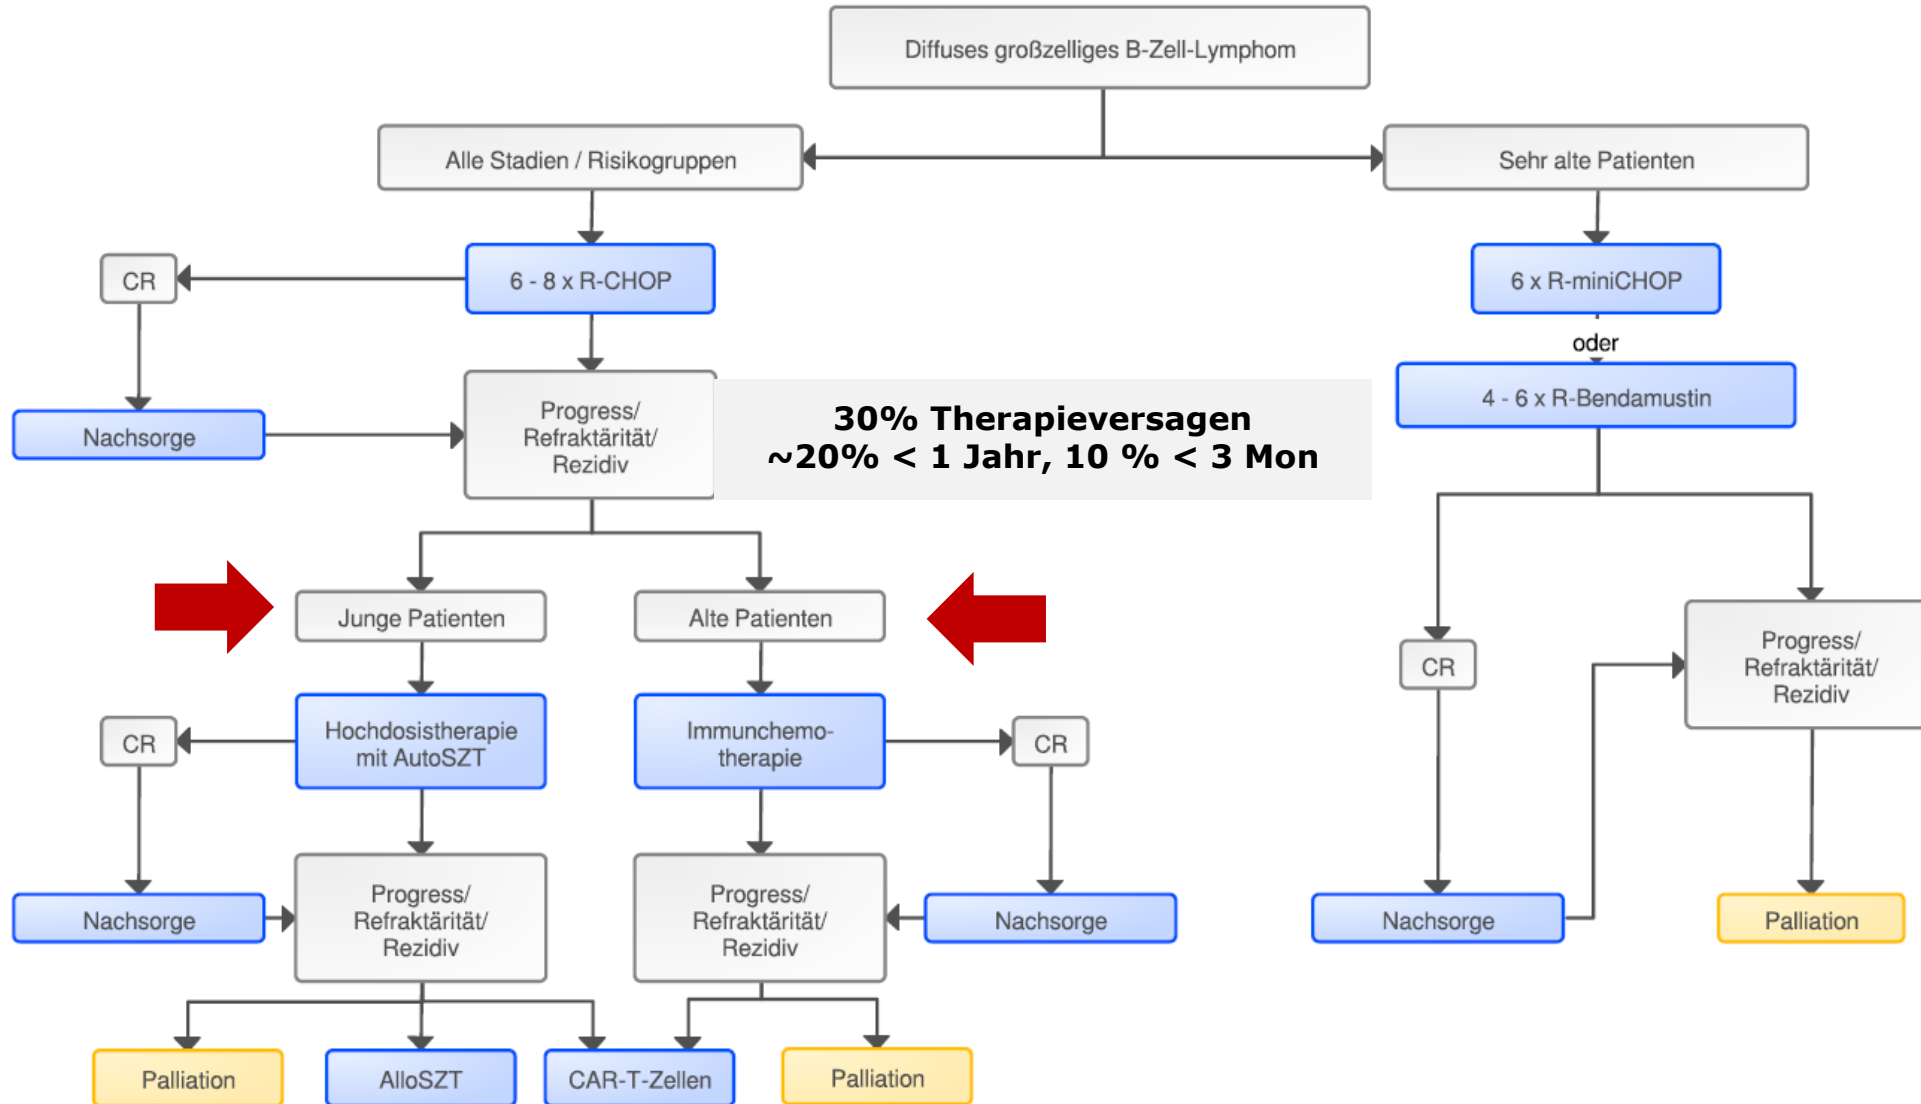 Diffuses großzelliges B-Zell-Lymphom
Alle Stadien / Risikogruppen
Sehr alte Patienten
CR
6 - 8 x R-CHOP
6 x R-miniCHOP
oder
4 - 6 x R-Bendamustin
Nachsorge
Progress/
Refraktärität/
Rezidiv
30% Therapieversagen
~20% < 1 Jahr, 10 % < 3 Mon
Junge Patienten
Alte Patienten
CR
Progress/
Refraktärität/
Rezidiv
CR
Hochdosistherapie
mit AutoSZT
Immunchemo-
therapie
CR
Nachsorge
Progress/
Refraktärität/
Rezidiv
Progress/
Refraktärität/
Rezidiv
Nachsorge
Nachsorge
Palliation
Palliation
AlloSZT
CAR-T-Zellen
Palliation